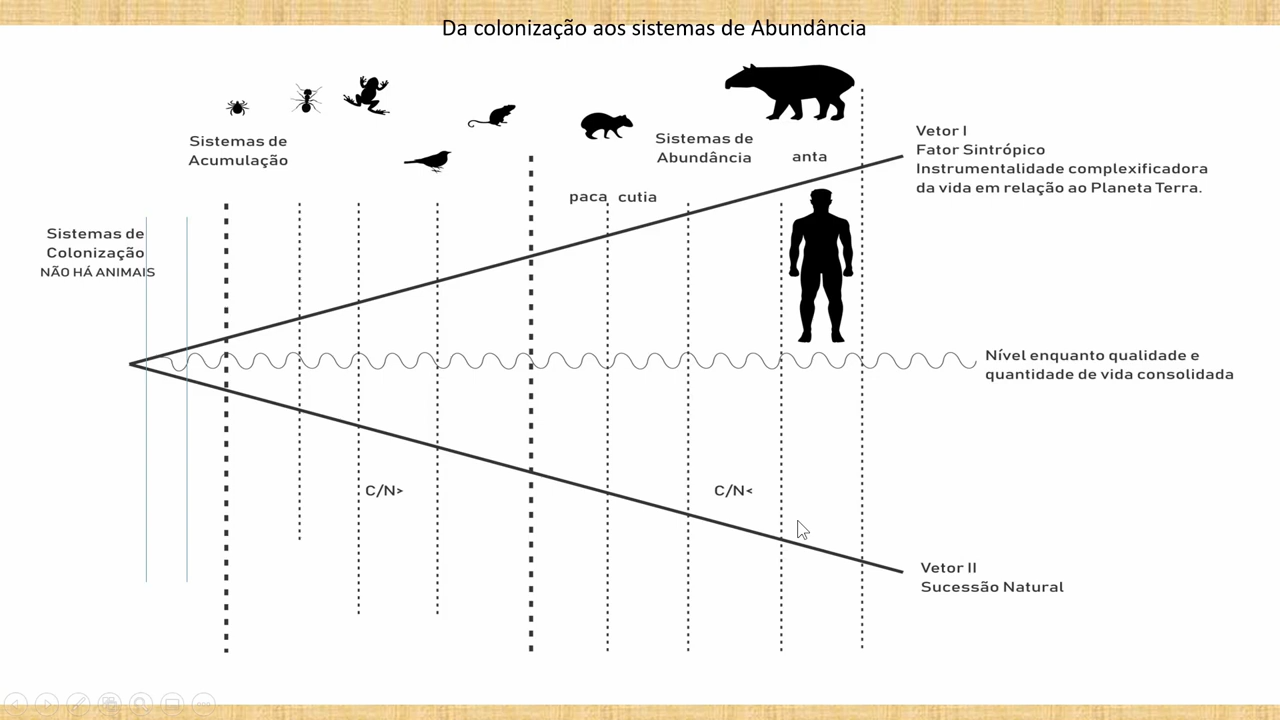 Da colonização aos sistemas de Abundância
Sistemas de
Acumulação
Sistemas de
Abundância
anta
paca cutia
Vetor I
Fator Sintrópico
Instrumentalidade complexificadora
da vida em relação ao Planeta Terra.
Sistemas de
Colonização
NÃO HÁ ANIMAIS
Nível enquanto qualidade e
quantidade de vida consolidada
C/N>
C/N<
Vetor II
Sucessão Natural